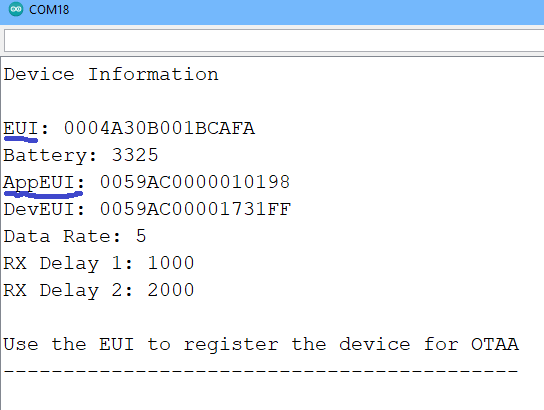 COM18
Device Information
EUI: 0004A30B001BCAFA
Battery: 3325
AppEUI: 0059AC0000010198
DevEUI: 0059AC00001731FF
Data Rate: 5
RX Delay 1: 1000
RX Delay 2: 2000
Use the EUI to register the device for OTAA
-------------------------------------------